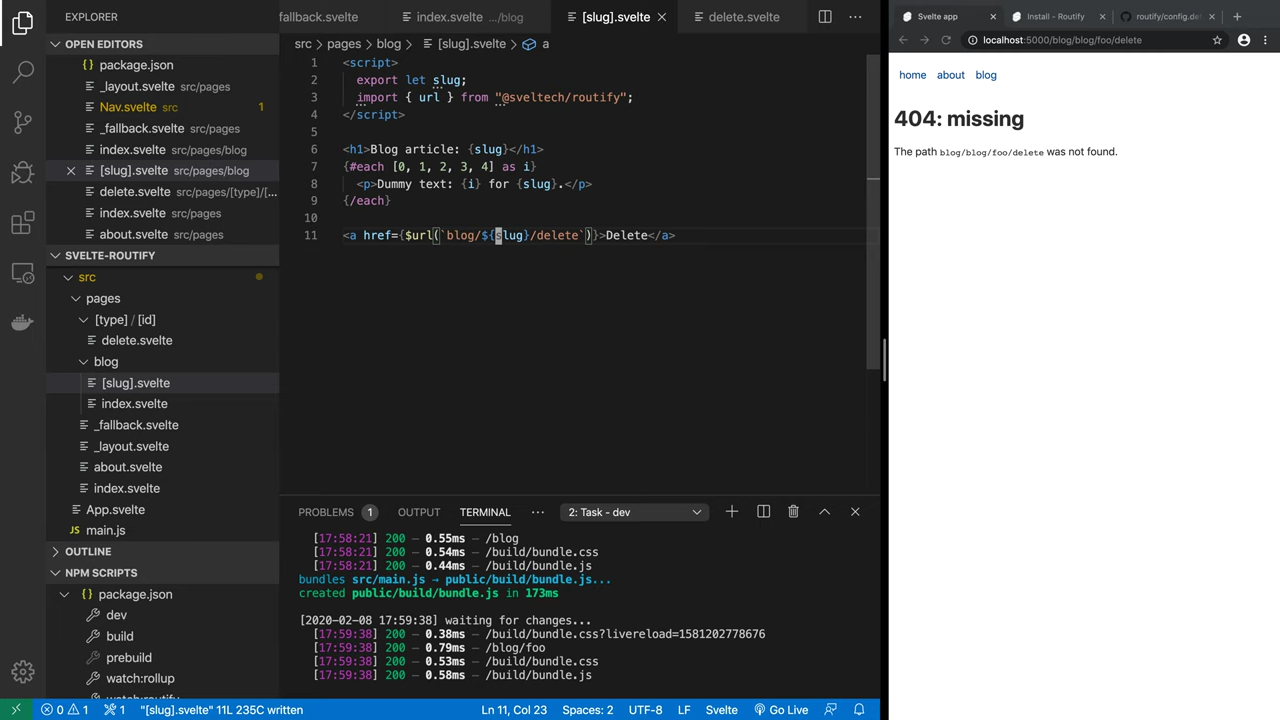 EXPLORER
OPEN EDITORS
package.json
_layout.svelte src/pages
Nav.svelte src 1
_fallback.svelte src/pages
index.svelte src/pages/blog
[slug].svelte src/pages/blog
delete.svelte src/pages/[type]/[...
index.svelte src/pages
about.svelte src/pages
SVELTE-ROUTIFY
src
pages
[type] / [id]
delete.svelte
blog
[slug].svelte
index.svelte
_fallback.svelte
_layout.svelte
about.svelte
index.svelte
App.svelte
main.js
OUTLINE
NPM SCRIPTS
package.json
dev
build
prebuild
watch:rollup
watch:routify
fallback.svelte index.svelte .../blog [slug].svelte delete.svelte
src pages blog [slug].svelte a
1 <script>
2 export let slug;
3 import { url } from "@sveltech/routify";
4 </script>
5
6 <h1>Blog article: {slug}</h1>
7 {#each [0, 1, 2, 3, 4] as i}
8 <p>Dummy text: {i} for {slug}.</p>
9 {/each}
10
11 <a href={$url(`blog/${slug}/delete`)}>Delete</a>
PROBLEMS 1 OUTPUT TERMINAL 2: Task - dev
[17:58:21] 200 — 0.55ms — /blog
[17:58:21] 200 — 0.54ms — /build/bundle.css
[17:58:21] 200 — 0.44ms — /build/bundle.js
bundles src/main.js → public/build/bundle.js...
created public/build/bundle.js in 173ms
[2020-02-08 17:59:38] waiting for changes...
[17:59:38] 200 — 0.38ms — /build/bundle.css?livereload=1581202778676
[17:59:38] 200 — 0.79ms — /blog/foo
[17:59:38] 200 — 0.53ms — /build/bundle.css
[17:59:38] 200 — 0.58ms — /build/bundle.js
0 1 1 "[slug].svelte" 11L 235C written Ln 11, Col 23 Spaces: 2 UTF-8 LF Svelte Go Live
Svelte app Install - Routify routify/config.de
localhost:5000/blog/blog/foo/delete
home about blog
404: missing
The path blog/blog/foo/delete was not found.